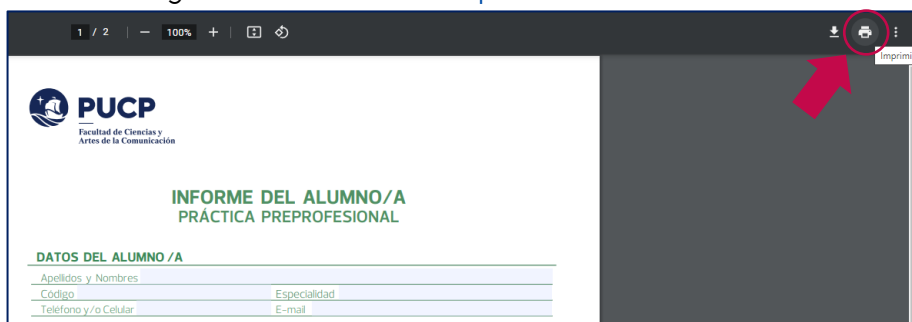 1 / 2 | — 100% + |
Imprimi
PUCP
Facultad de Ciencias y
Artes de la Comunicación
INFORME DEL ALUMNO/A
PRÁCTICA PREPROFESIONAL
DATOS DEL ALUMNO /A
Apellidos y Nombres
Código Especialidad
Teléfono y/o Celular E-mail